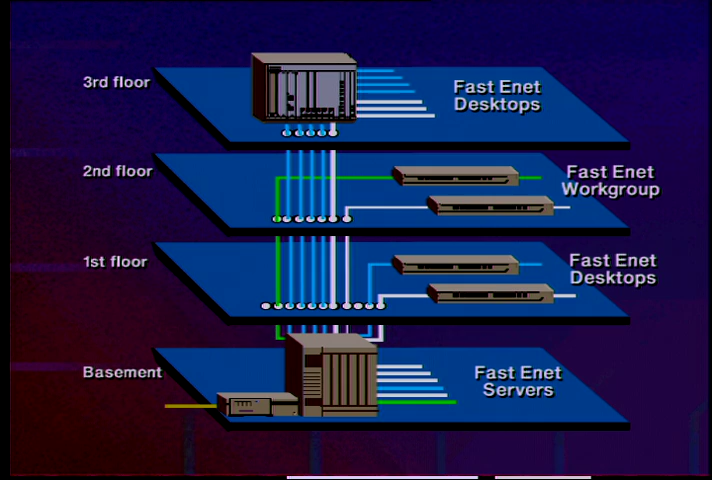 3rd floor
Fast Enet
Desktops
2nd floor
Fast Enet
Workgroup
1st floor
Fast Enet
Desktops
Basement
Fast Enet
Servers